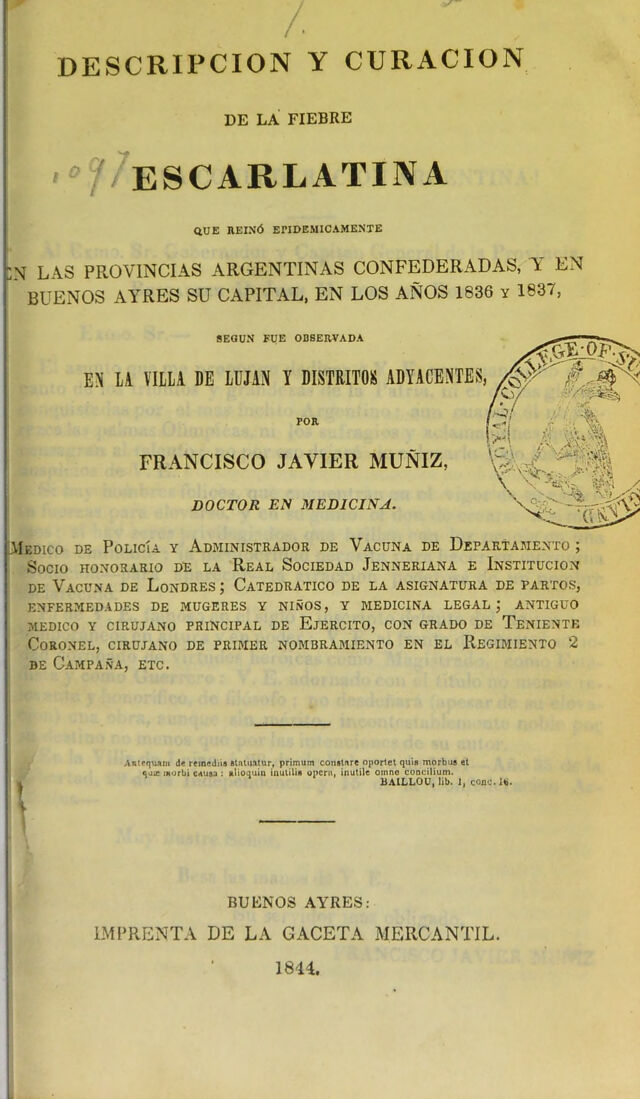 DESCRIPCION Y CURACION
DE LA FIEBRE
ESCARLATINA
QUE REINÓ EPIDEMICAMENTE
EN LAS PROVINCIAS ARGENTINAS CONFEDERADAS, Y EN
BUENOS AYRES SU CAPITAL, EN LOS AÑOS 1836 Y 1837,
SEGUN FUE OBSERVADA
EN LA VILLA DE LUJAN Y DISTRITOS ADYACENTES,
POR
FRANCISCO JAVIER MUÑIZ,
DOCTOR EN MEDICINA.
MEDICO DE POLICÍA Y ADMINISTRADOR DE VACUNA DE DEPARTAMENTO;
SOCIO HONORARIO DE LA REAL SOCIEDAD JENNERIANA E INSTITUCION
DE VACUNA DE LONDRES; CATEDRATICO DE LA ASIGNATURA DE PARTOS,
ENFERMEDADES DE MUGERES Y NIÑOS, Y MEDICINA LEGAL; ANTIGUO
MEDICO Y CIRUJANO PRINCIPAL DE EJERCITO, CON GRADO DE TENIENTE
CORONEL, CIRUJANO DE PRIMER NOMBRAMIENTO EN EL REGIMIENTO 2
DE CAMPAÑA, ETC.
Antequam de remediis statuatur, primum constare oportet quis morbus et
quæ morbi causa: alioquin inutilis opera, inutile omne concilium.
BAILLOU, lib. 1, conc. 16.
BUENOS AYRES:
IMPRENTA DE LA GACETA MERCANTIL.
1844.
ROYAL COLLEGE OF